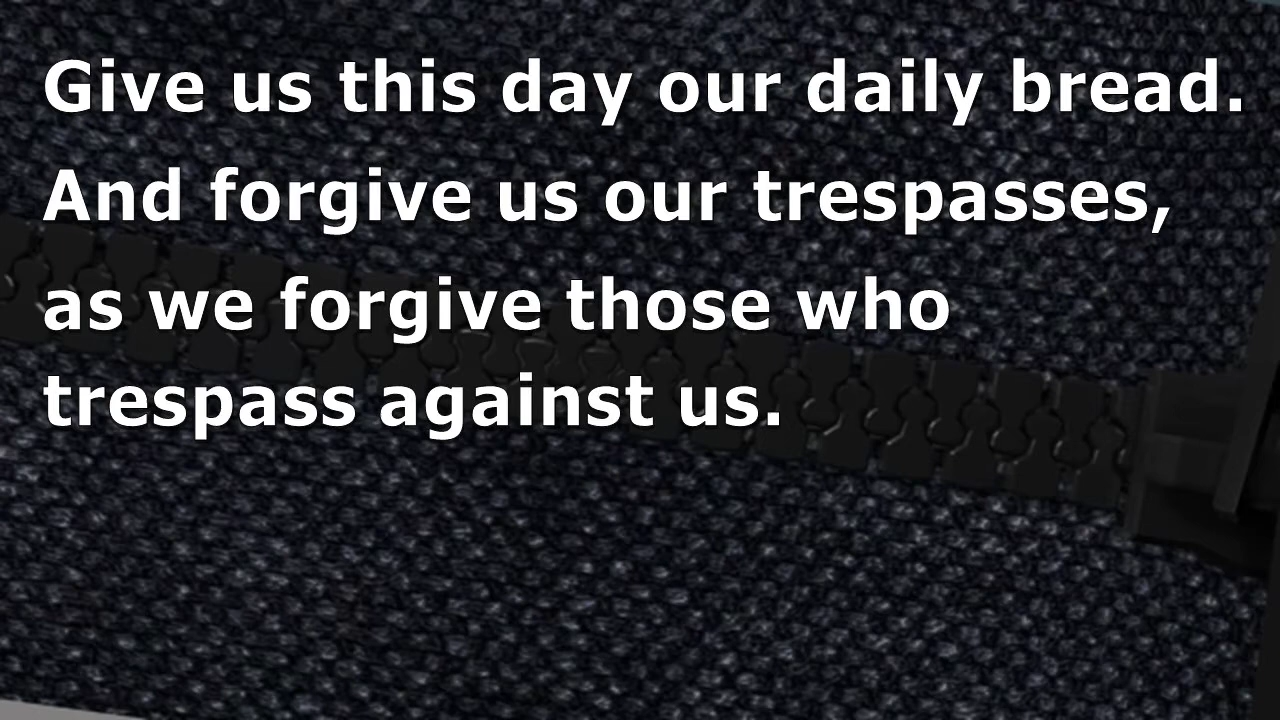 Give us this day our daily bread.
And forgive us our trespasses,
as we forgive those who
trespass against us.